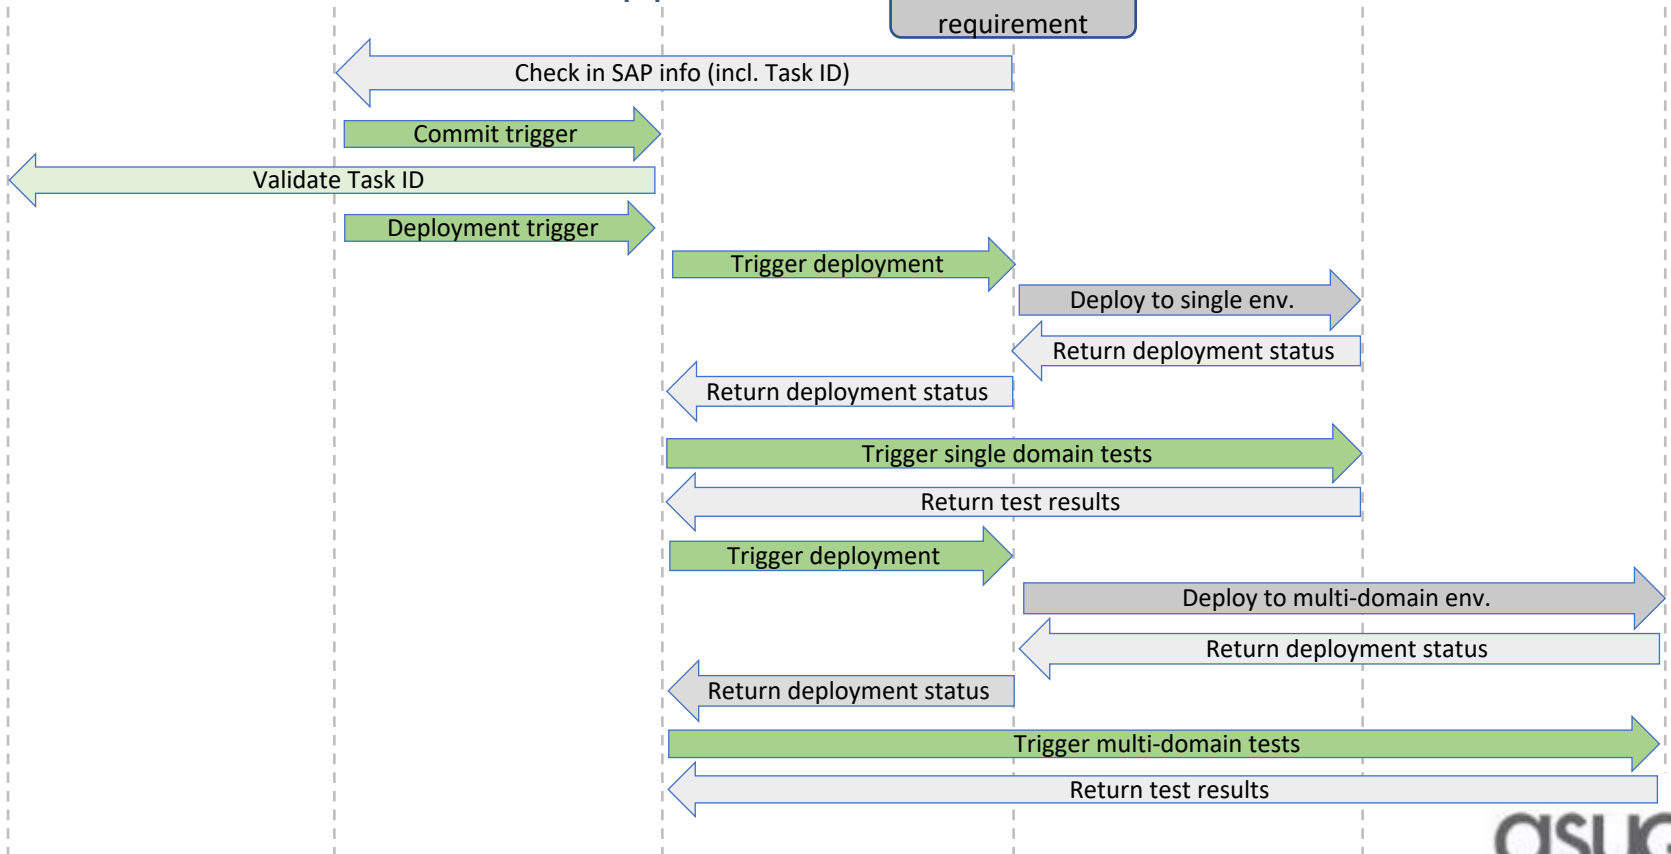 requirement
Check in SAP info (incl. Task ID)
Commit trigger
Validate Task ID
Deployment trigger
Trigger deployment
Deploy to single env.
Return deployment status
Return deployment status
Trigger single domain tests
Return test results
Trigger deployment
Deploy to multi-domain env.
Return deployment status
Return deployment status
Trigger multi-domain tests
Return test results